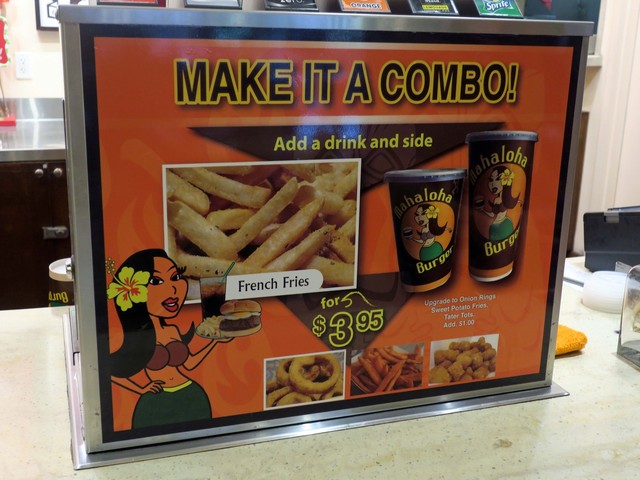 ORANGE
Sprite
MAKE IT A COMBO!
Add a drink and side
Mahaloha
Burger
Mahaloha
Burger
French Fries
for
$3.95
Upgrade to Onion Rings
Sweet Potato Fries,
Tater Tots.
Add. $1.00